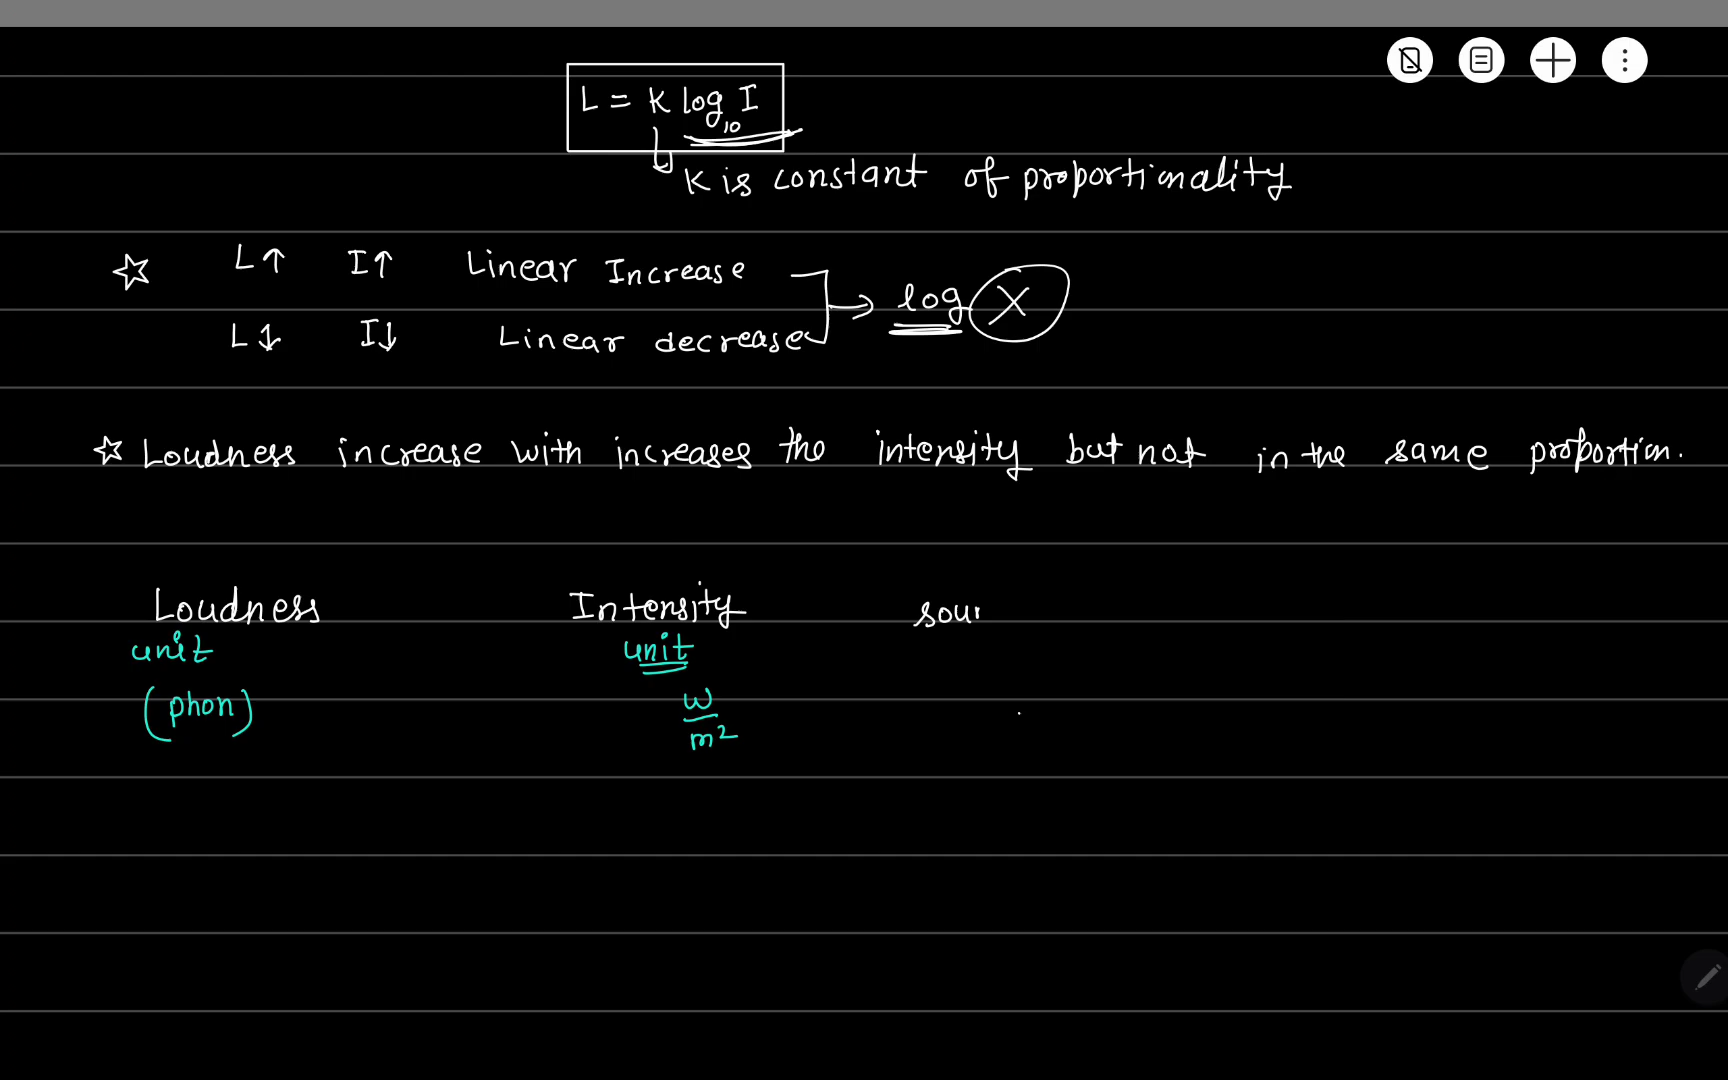 L = K log₁₀ I
K is constant of proportionality
☆ L↑ I↑ Linear Increase
→ log X
L↓ I↓ Linear decrease
☆ Loudness increase with increases the intensity but not in the same proportion.
Loudness Intensity sou
unit unit
(phon) w/m²